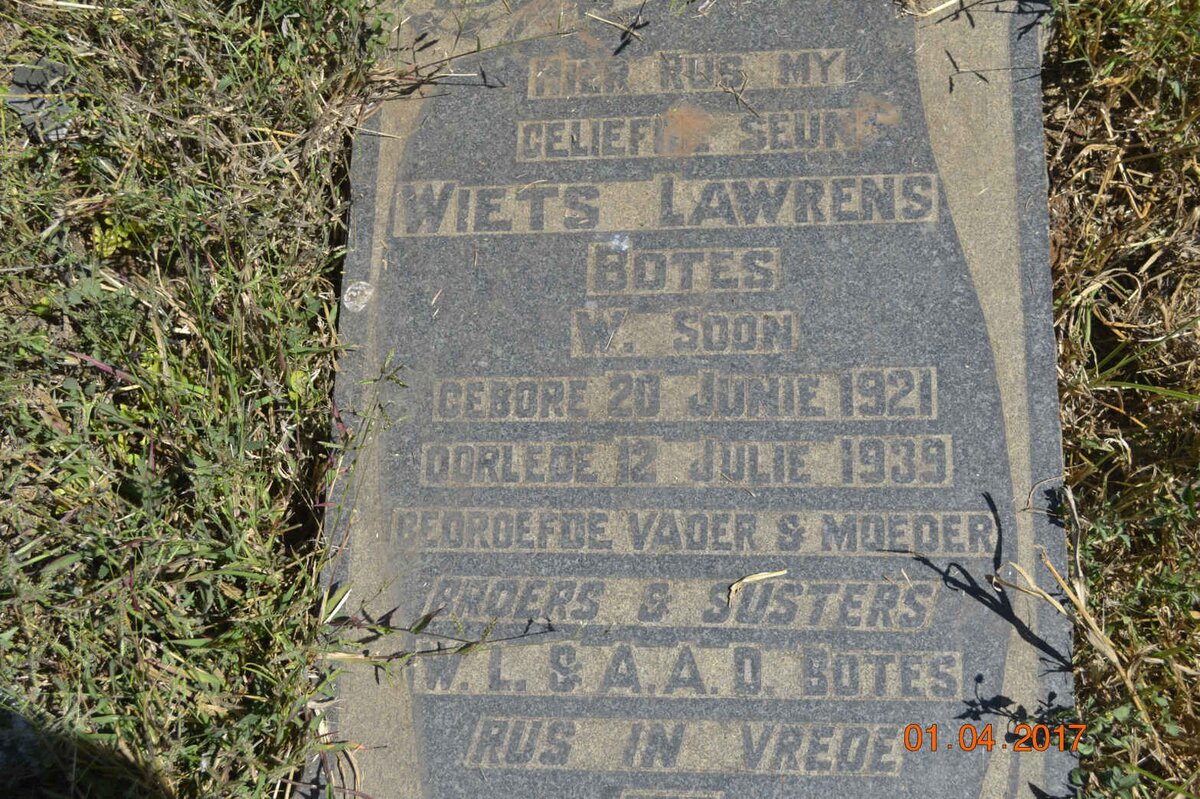 HIER RUS MY
GELIEFDE SEUN
WIETS LAWRENS
BOTES
W. SOON
GEBORE 20 JUNIE 1921
OORLEDE 12 JULIE 1939
BEDROEFDE VADER & MOEDER
BROERS & SUSTERS
W. L. & A. A. D. BOTES
RUS IN VREDE
01.04.2017